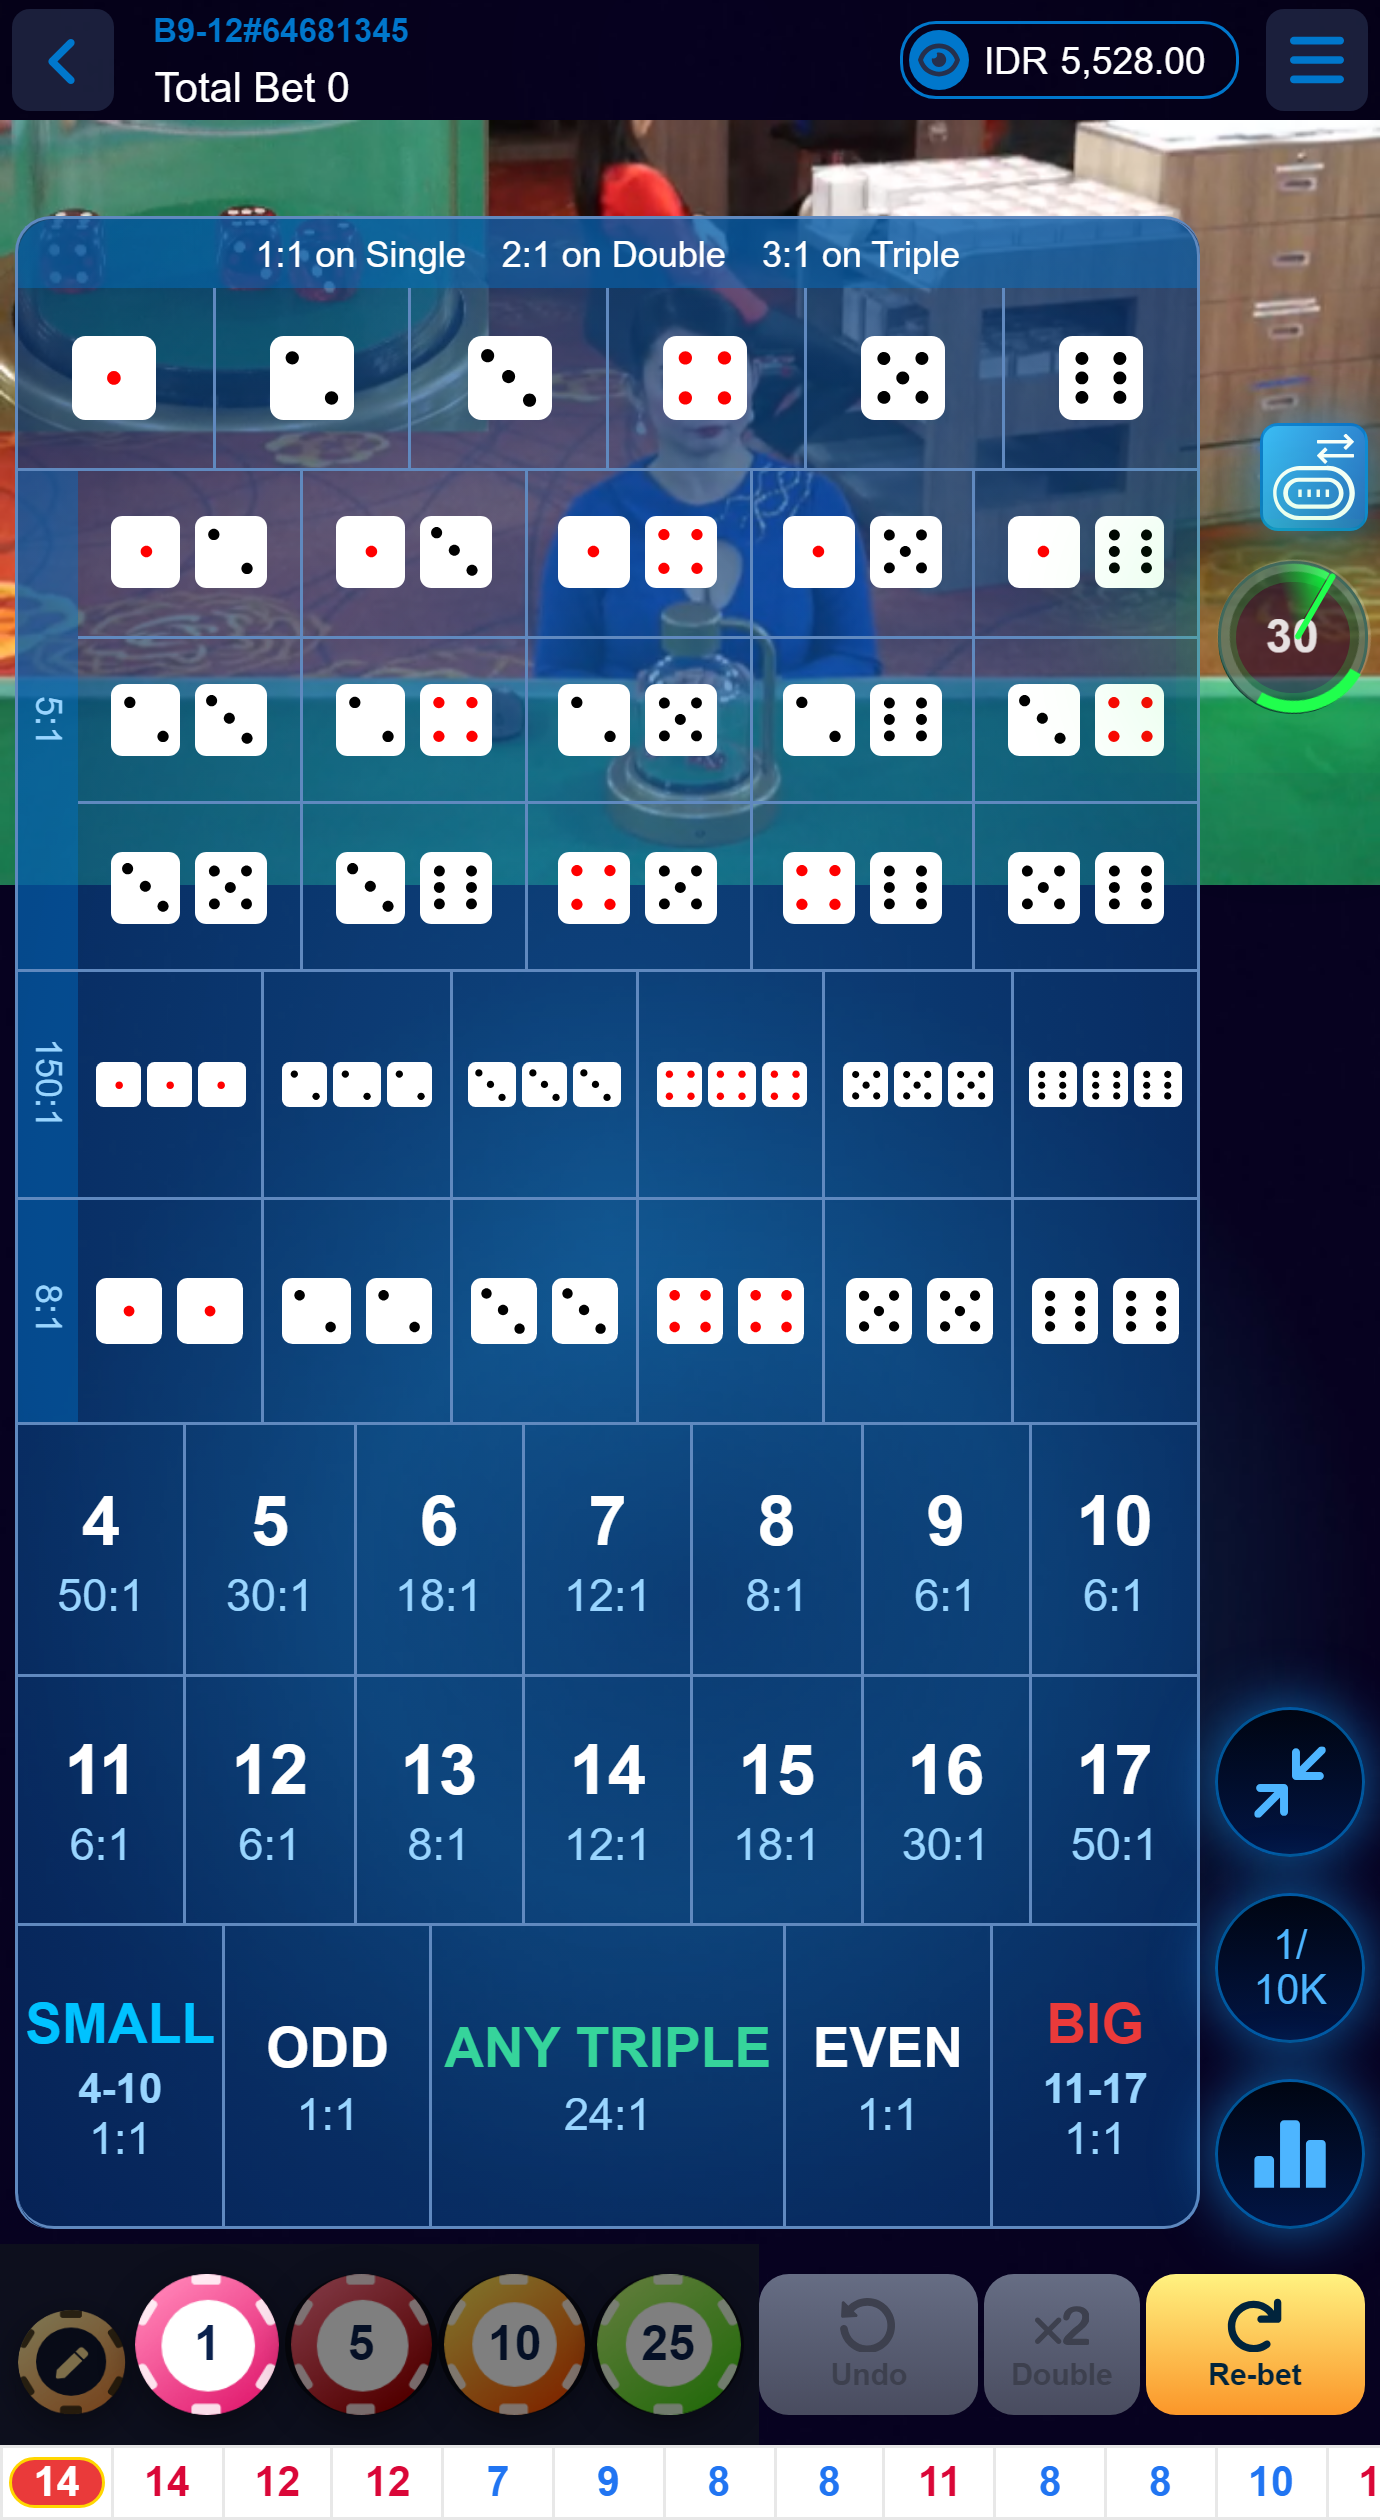 B9-12#64681345
Total Bet 0
IDR 5,528.00
1:1 on Single 2:1 on Double 3:1 on Triple
30
5:1
150:1
8:1
4 5 6 7 8 9 10
50:1 30:1 18:1 12:1 8:1 6:1 6:1
11 12 13 14 15 16 17
6:1 6:1 8:1 12:1 18:1 30:1 50:1
1/
10K
SMALL
4-10
1:1
ODD
1:1
ANY TRIPLE
24:1
EVEN
1:1
BIG
11-17
1:1
1 5 10 25
Undo
x2
Double
Re-bet
14 14 12 12 7 9 8 8 11 8 8 10